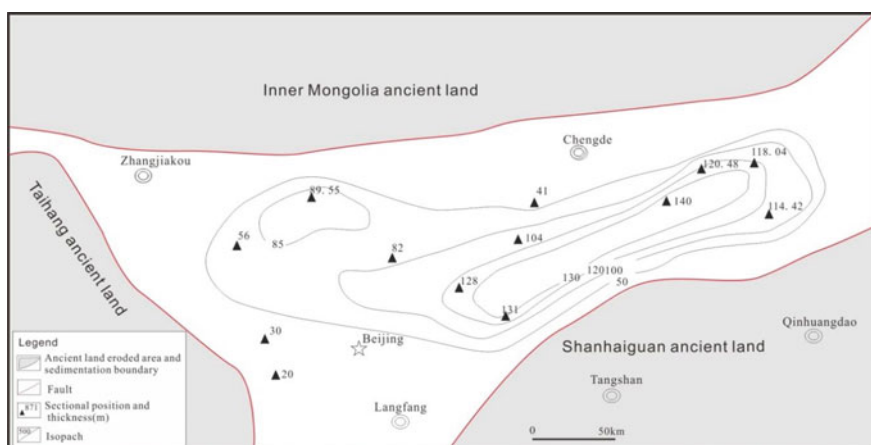 Inner Mongolia ancient land
Chengde
Zhangjiakou
118. 04
120. 48
89. 55
41
140
114. 42
Taihang ancient land
56
85
82
104
128
130
120100
50
131
30
Beijing
20
Shanhaiguan ancient land
Qinhuangdao
Tangshan
Langfang
Legend
Ancient land eroded area and
sedimentation boundary
Fault
871
Sectional position and
thickness(m)
500
Isopach
0
50km